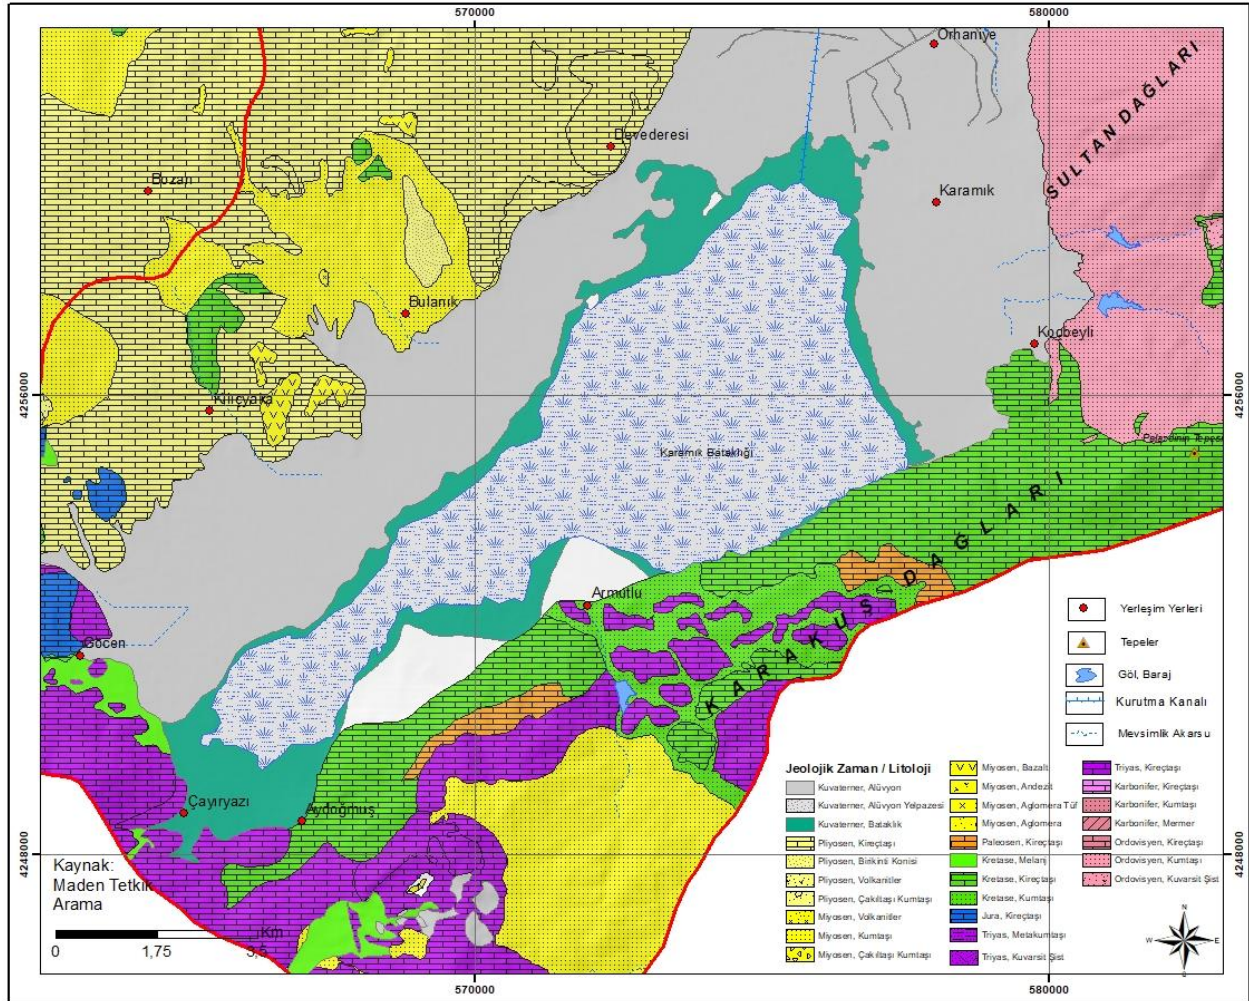 570000
580000
Orhaniye
SULTAN DAĞLARI
Devederesi
Bozan
Karamık
Bulanık
Koçbeyli
4256000
4256000
Kılıçyaka
Karamık Bataklığı
KARAKUŞ DAĞLARI
Armutlu
Göcen
Çayıryazı
Aydoğmuş
Yerleşim Yerleri
Tepeler
Göl, Baraj
Kurutma Kanalı
Mevsimlik Akarsu
Jeolojik Zaman / Litoloji
Kuvaterner, Alüvyon
Kuvaterner, Alüvyon Yelpazesi
Kuvaterner, Bataklık
Pliyosen, Kireçtaşı
Pliyosen, Birikinti Konisi
Pliyosen, Volkanitler
Pliyosen, Çakıltaşı Kumtaşı
Miyosen, Volkanitler
Miyosen, Kumtaşı
Miyosen, Çakıltaşı Kumtaşı
Miyosen, Bazalt
Miyosen, Andezit
Miyosen, Aglomera Tüf
Miyosen, Aglomera
Paleosen, Kireçtaşı
Kretase, Melanj
Kretase, Kireçtaşı
Kretase, Kumtaşı
Jura, Kireçtaşı
Triyas, Metakumtaşı
Triyas, Kuvarsit Şist
Triyas, Kireçtaşı
Karbonifer, Kireçtaşı
Karbonifer, Kumtaşı
Karbonifer, Mermer
Ordovisyen, Kireçtaşı
Ordovisyen, Kumtaşı
Ordovisyen, Kuvarsit Şist
4248000
4248000
Kaynak:
Maden Tetkik
Arama
Km
0 1,75 3,5
N
W E
S
570000
580000